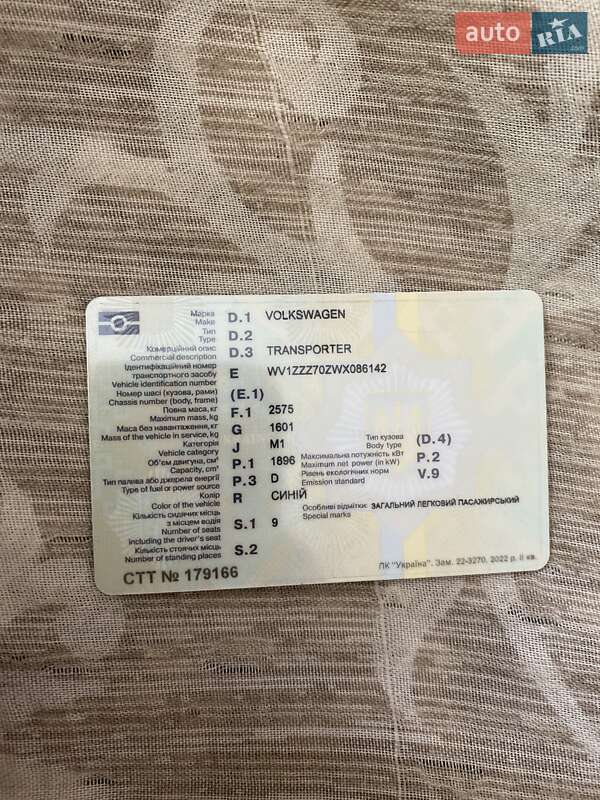 auto RIA
.com
Марка D.1 VOLKSWAGEN
Make
Тип D.2
Type
Комерційний опис D.3 TRANSPORTER
Commercial description
Ідентифікаційний номер E WV1ZZZ70ZWX086142
транспортного засобу
Vehicle identification number
Номер шасі (кузова, рами) (E.1)
Chassis number (body, frame)
Повна маса, кг F.1 2575
Maximum mass, kg
Маса без навантаження, кг G 1601
Mass of the vehicle in service, kg
Категорія J M1 Тип кузова (D.4)
Vehicle category Body type
Об'єм двигуна, см³ P.1 1896 Максимальна потужність кВт P.2
Capacity, cm³ Maximum net power (in kW)
Тип палива або джерела енергії P.3 D Рівень екологічних норм V.9
Type of fuel or power source Emission standard
Колір R СИНІЙ
Color of the vehicle
Особливі відмітки: ЗАГАЛЬНИЙ ЛЕГКОВИЙ ПАСАЖИРСЬКИЙ
Special marks
Кількість сидячих місць S.1 9
з місцем водія
Number of seats
including the driver's seat
Кількість стоячих місць S.2
Number of standing places
СТТ № 179166
ПК "Україна". Зам. 22-3270, 2022 р. ІІ кв.